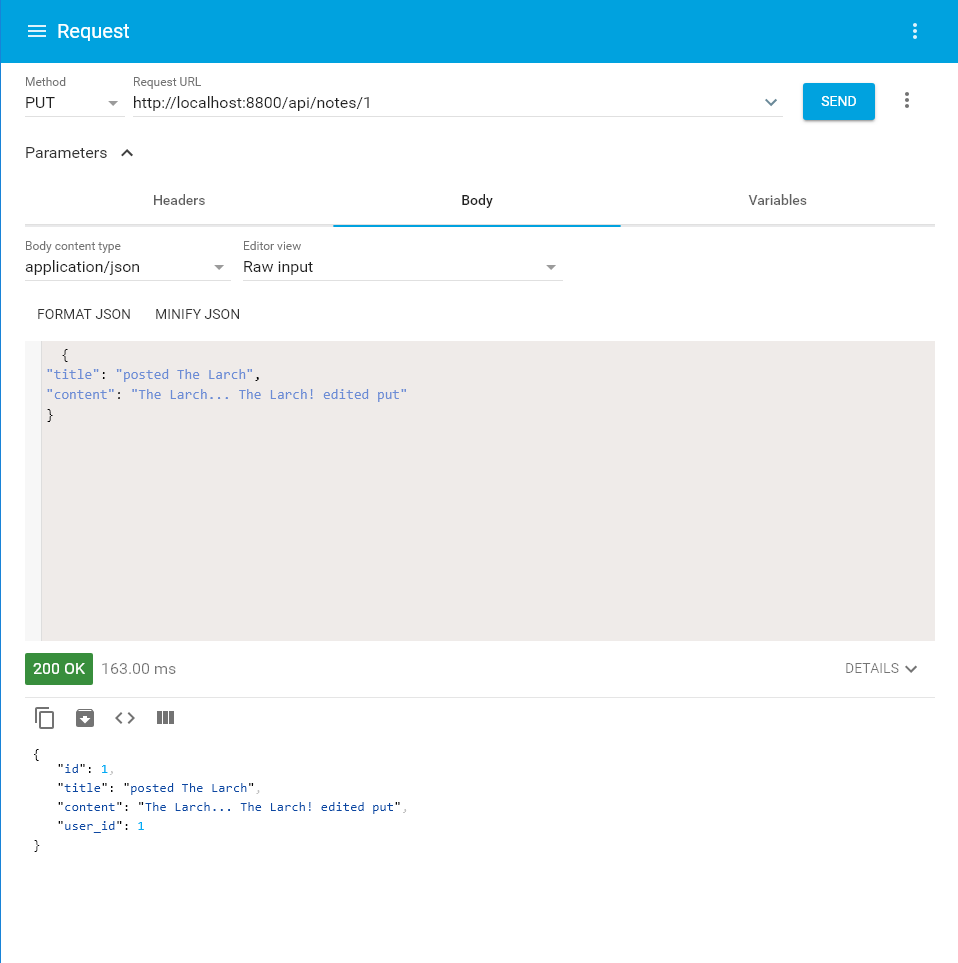 Request
Method
Request URL
PUT
http://localhost:8800/api/notes/1
SEND
Parameters
Headers
Body
Variables
Body content type
Editor view
application/json
Raw input
FORMAT JSON
MINIFY JSON
{
"title": "posted The Larch",
"content": "The Larch... The Larch! edited put"
}
200 OK
163.00 ms
DETAILS
{
"id": 1,
"title": "posted The Larch",
"content": "The Larch... The Larch! edited put",
"user_id": 1
}